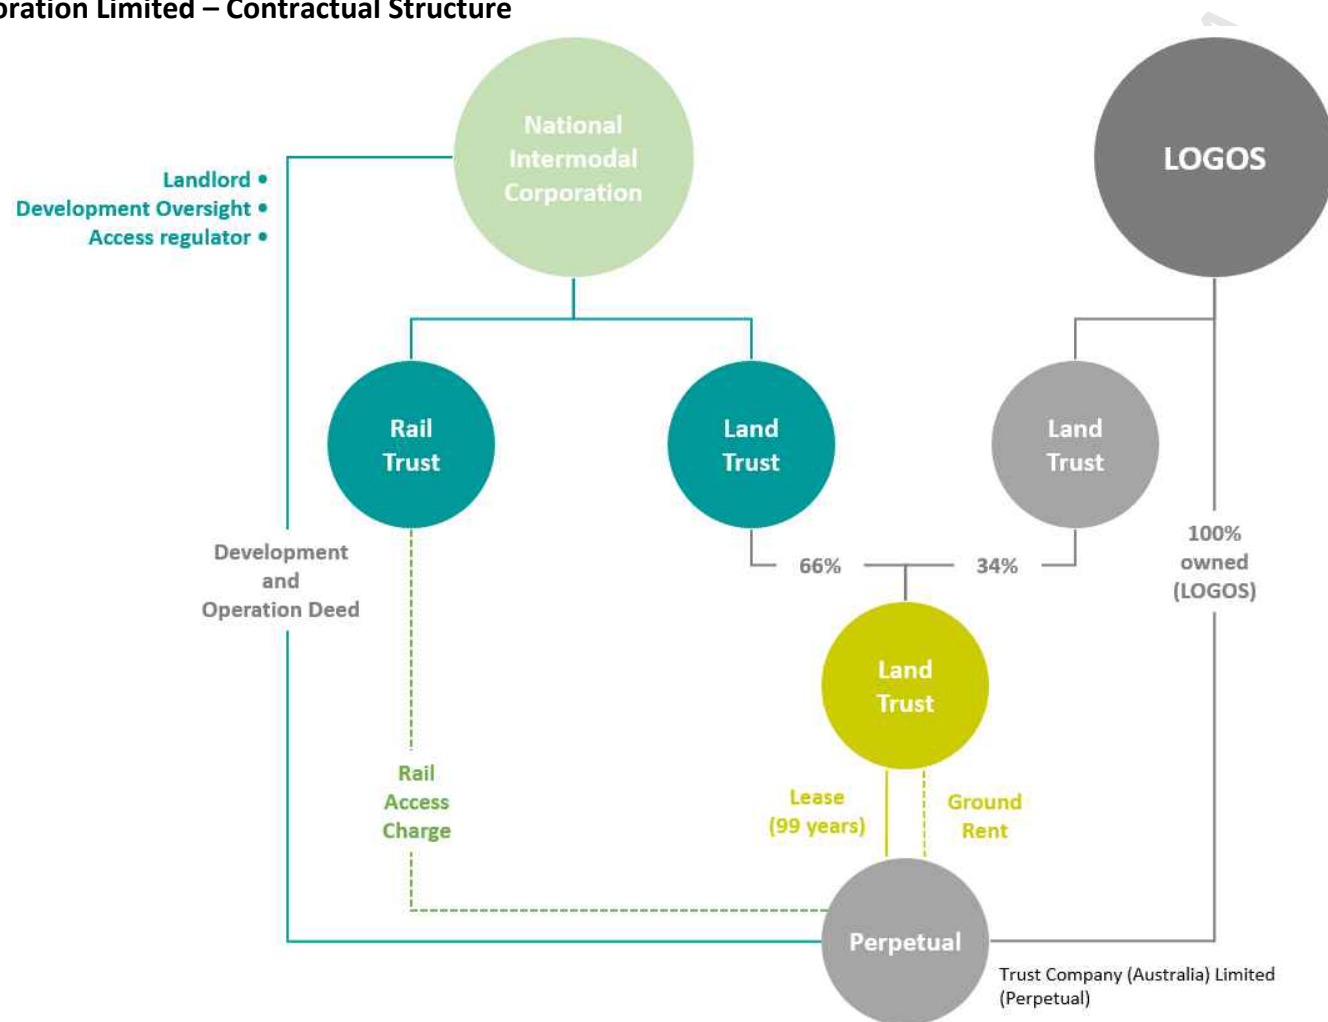 oration Limited – Contractual Structure
National
Intermodal
Corporation
LOGOS
Landlord •
Development Oversight •
Access regulator •
Rail
Trust
Land
Trust
Land
Trust
Development
and
Operation Deed
66%
34%
100%
owned
(LOGOS)
Land
Trust
Rail
Access
Charge
Lease
(99 years)
Ground
Rent
Perpetual
Trust Company (Australia) Limited
(Perpetual)